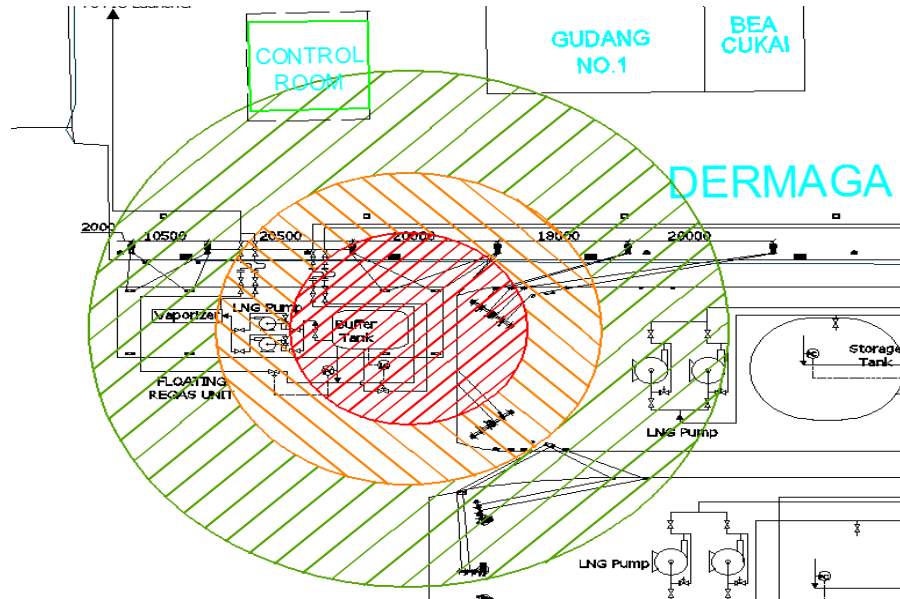 CONTROL
ROOM
GUDANG
NO.1
BEA
CUKAI
DERMAGA
2000
10500
20500
20000
18000
20000
Vaporizer
LNG Pump
Buffer
Tank
FLOATING
REGAS UNIT
Storage
Tank
LNG Pump
LNG Pump